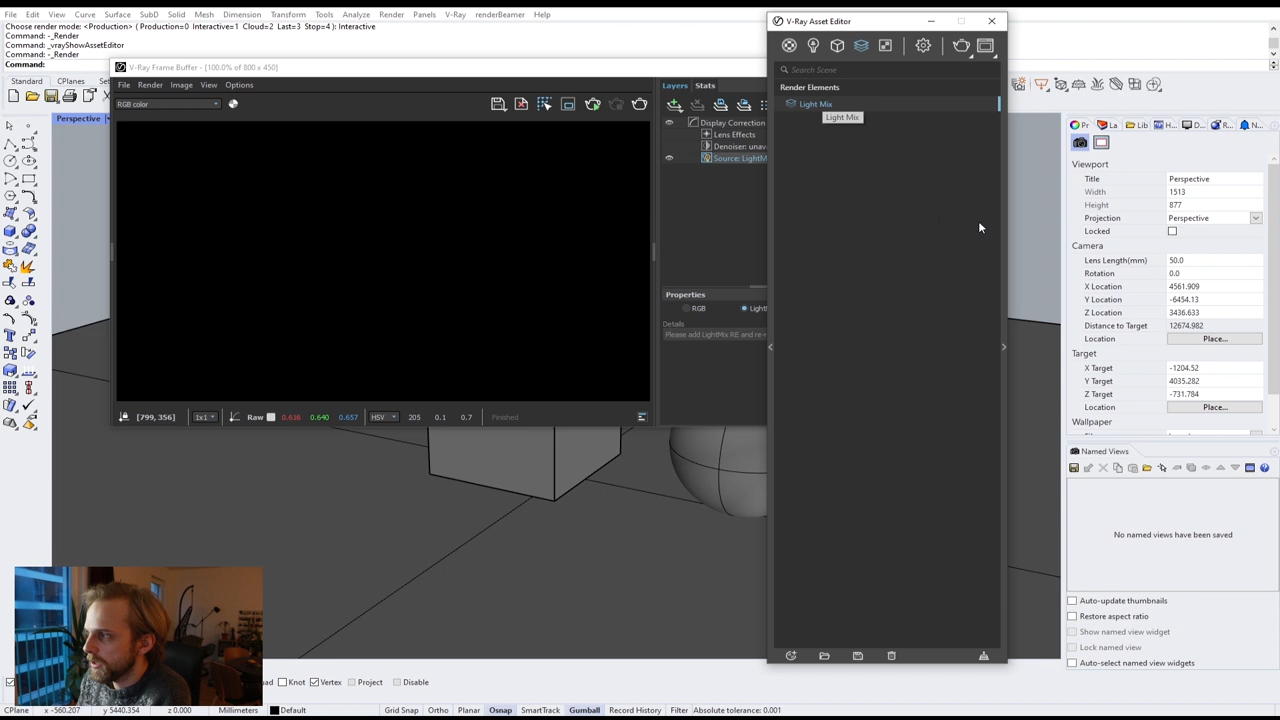 File Edit View Curve Surface SubD Solid Mesh Dimension Transform Tools Analyze Render Panels V-Ray renderBeamer Help
Choose render mode: <Production> ( Production=0 Interactive=1 Cloud=2 Last=3 Stop=4 ): Interactive
Command: -_Render
Command: _vrayShowAssetEditor
Command: -_Render
Command:
Standard CPlanes
Perspective
V-Ray Frame Buffer - [100.0% of 800 x 450]
File Render Image View Options
RGB color
Layers Stats
Display Correction
Lens Effects
Denoiser: unav
Source: LightM
Properties
RGB
Details
Please add LightMix RE and re-r
[799, 356] 1x1 Raw 0.616 0.640 0.657 HSV 205 0.1 0.7 Finished
V-Ray Asset Editor
Search Scene
Render Elements
Light Mix
Light Mix
Pr La Lib H... D... R... N...
Viewport
Title Perspective
Width 1513
Height 877
Projection Perspective
Locked
Camera
Lens Length(mm) 50.0
Rotation 0.0
X Location 4561.909
Y Location -6454.13
Z Location 3436.633
Distance to Target 12674.982
Location Place...
Target
X Target -1204.52
Y Target 4035.282
Z Target -731.784
Location Place...
Wallpaper
Named Views
No named views have been saved
Auto-update thumbnails
Restore aspect ratio
Show named view widget
Lock named view
Auto-select named view widgets
Knot Vertex Project Disable
CPlane x -560.207 y 5440.354 z 0.000 Millimeters Default Grid Snap Ortho Planar Osnap SmartTrack Gumball Record History Filter Absolute tolerance: 0.001